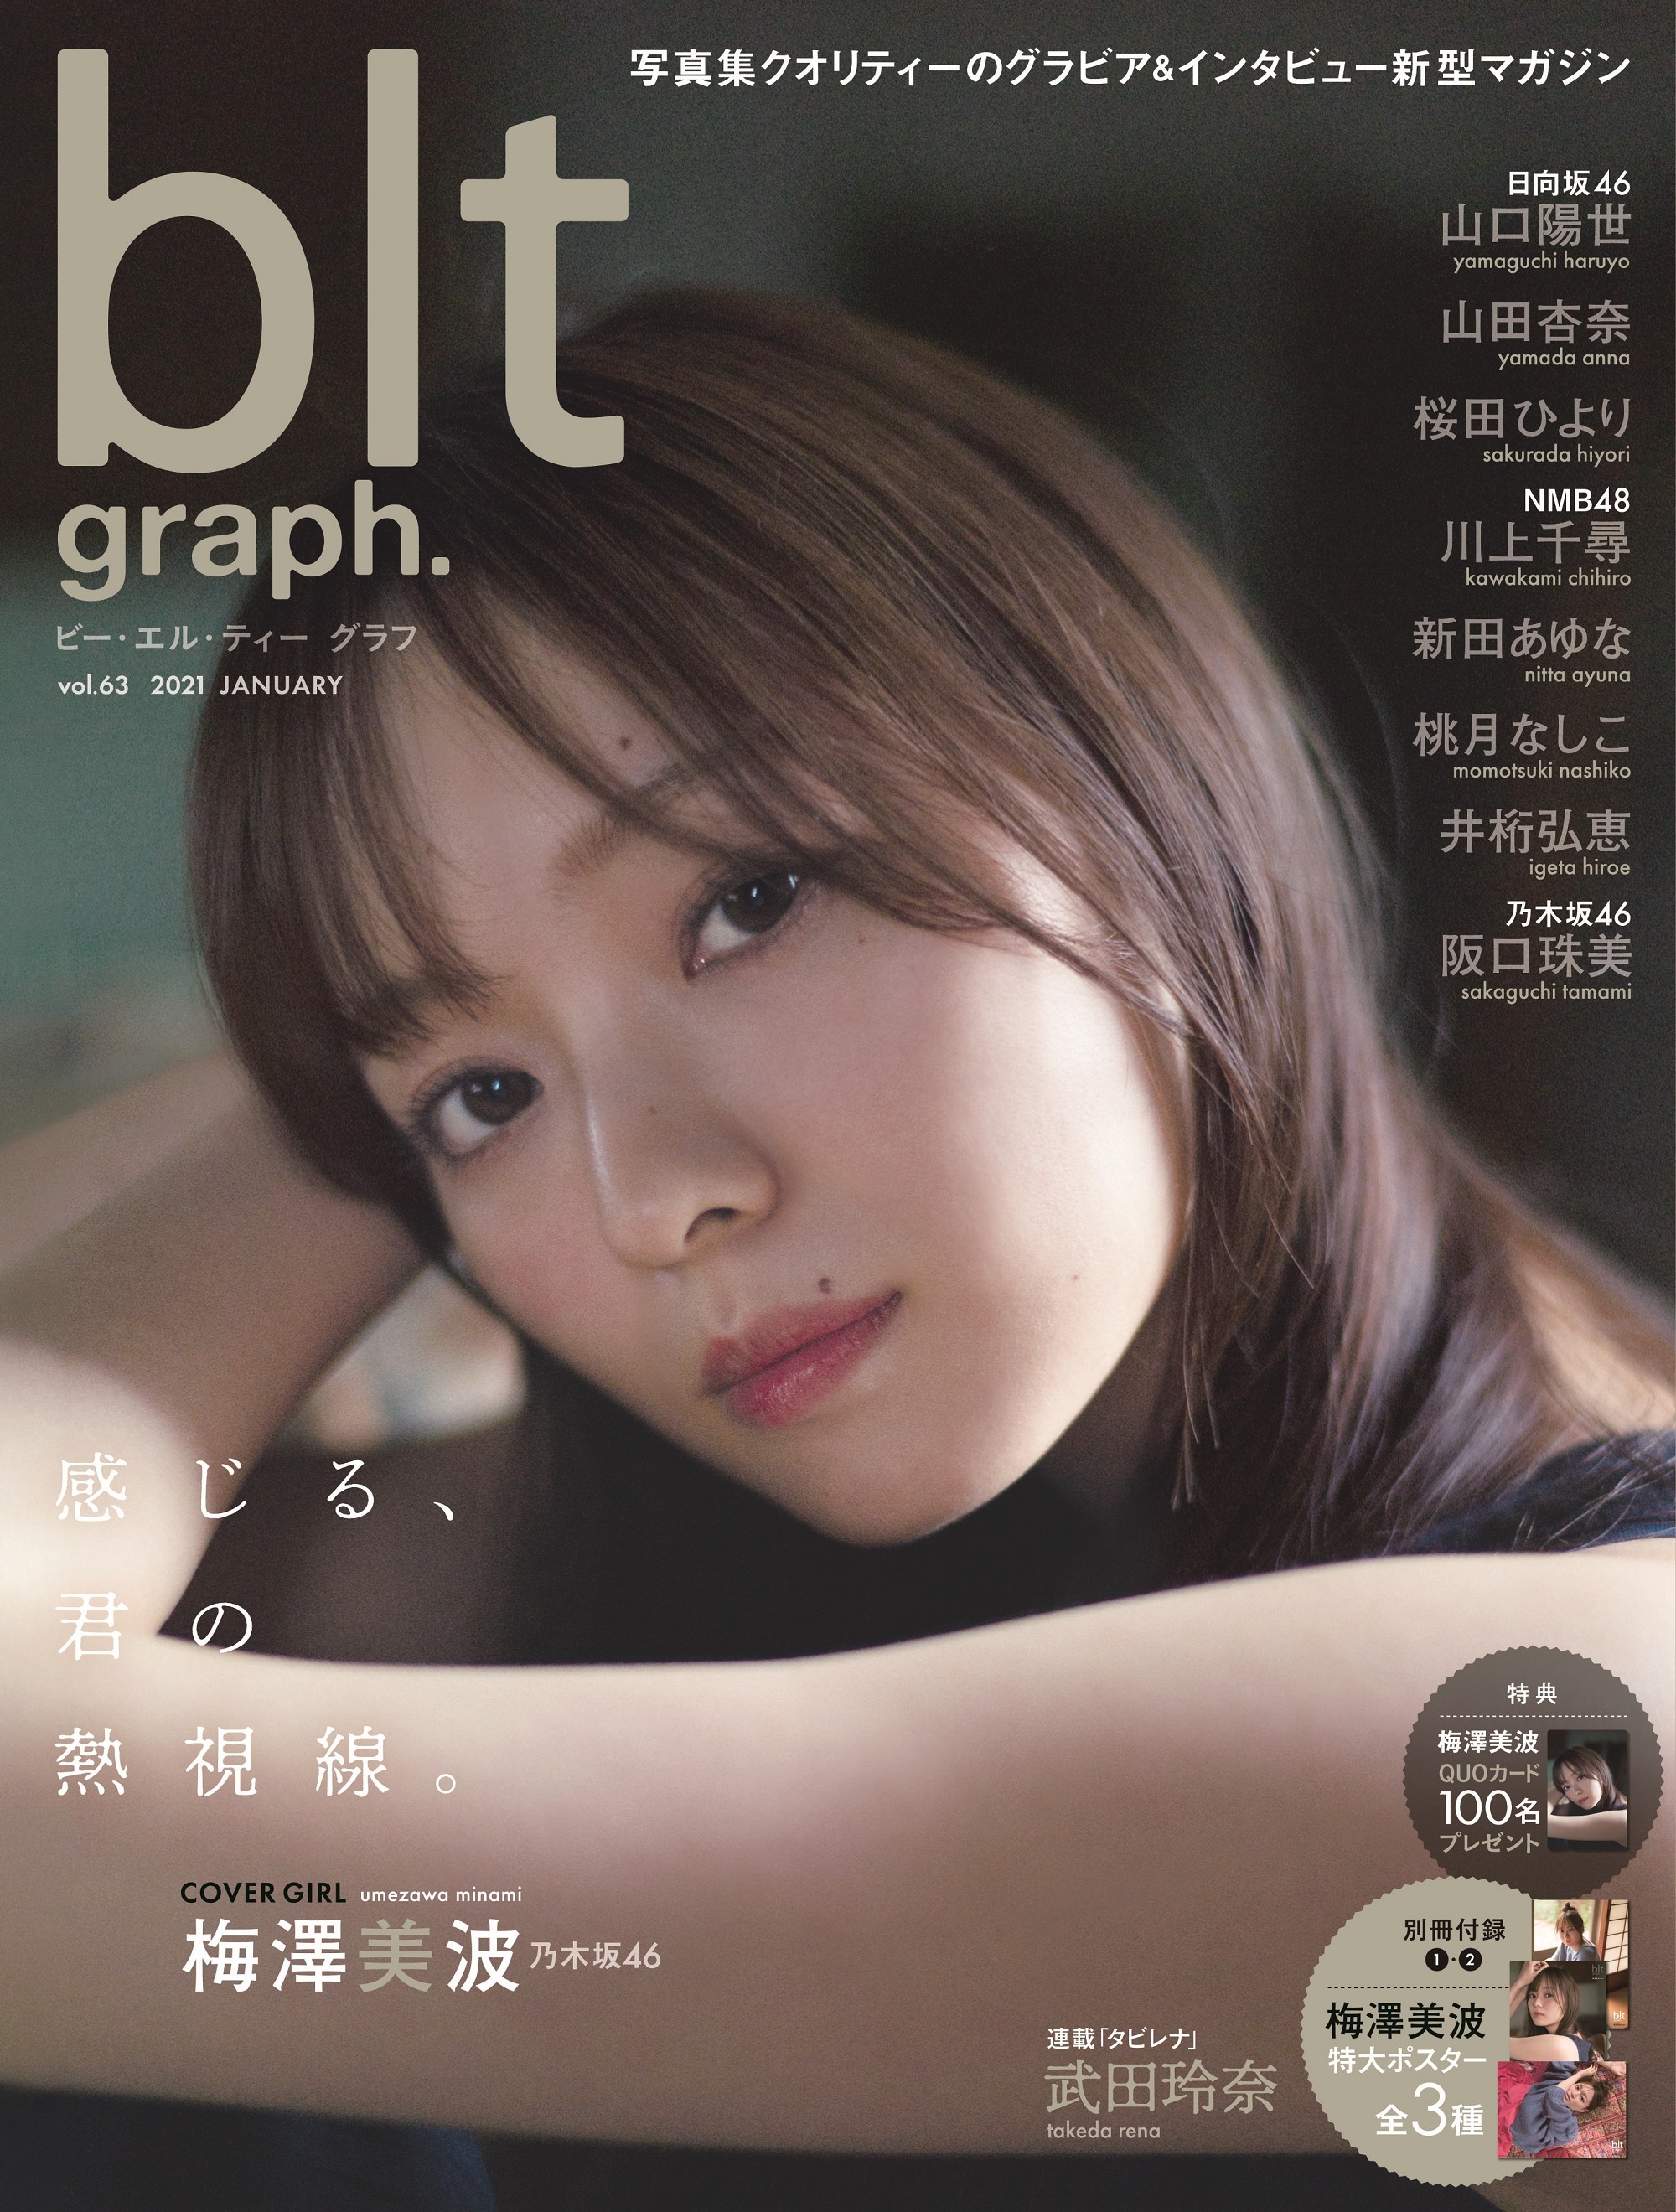 blt
graph.
ビー・エル・ティー グラフ
vol.63 2021 JANUARY
写真集クオリティーのグラビア&インタビュー新型マガジン
日向坂46
山口陽世
yamaguchi haruyo
山田杏奈
yamada anna
桜田ひより
sakurada hiyori
NMB48
川上千尋
kawakami chihiro
新田あゆな
nitta ayuna
桃月なしこ
momotsuki nashiko
井桁弘恵
igeta hiroe
乃木坂46
阪口珠美
sakaguchi tamami
感じる、
君の
熱視線。
COVER GIRL umezawa minami
梅澤美波 乃木坂46
連載「タビレナ」
武田玲奈
takeda rena
特典
梅澤美波
QUOカード
100名
プレゼント
別冊付録
1・2
梅澤美波
特大ポスター
全3種
blt
blt
blt